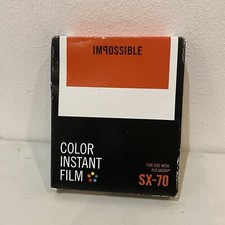 IMPOSSIBLE
COLOR
INSTANT
FILM
FOR USE WITH
POLAROID®
SX-70